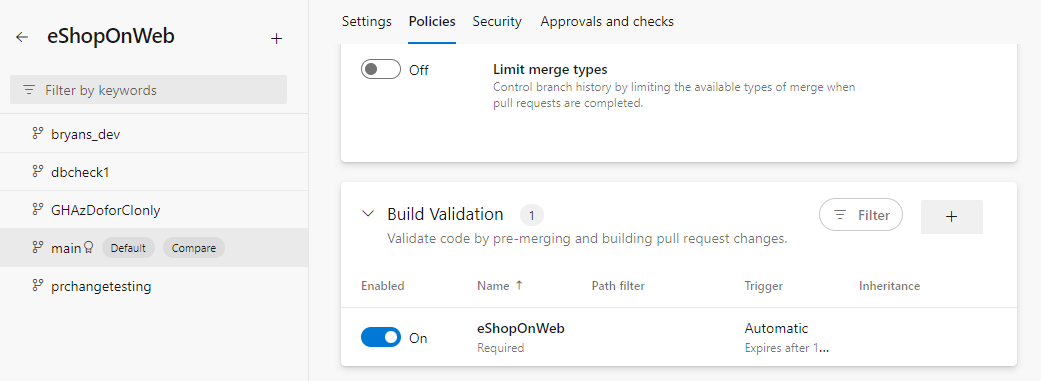 eShopOnWeb
Filter by keywords
bryans_dev
dbcheck1
GHAzDoforCIonly
main Default Compare
prchangetesting
Settings Policies Security Approvals and checks
Off Limit merge types
Control branch history by limiting the available types of merge when
pull requests are completed.
Build Validation 1 Filter
Validate code by pre-merging and building pull request changes.
Enabled Name ↑ Path filter Trigger Inheritance
On eShopOnWeb Automatic
Required Expires after 1...